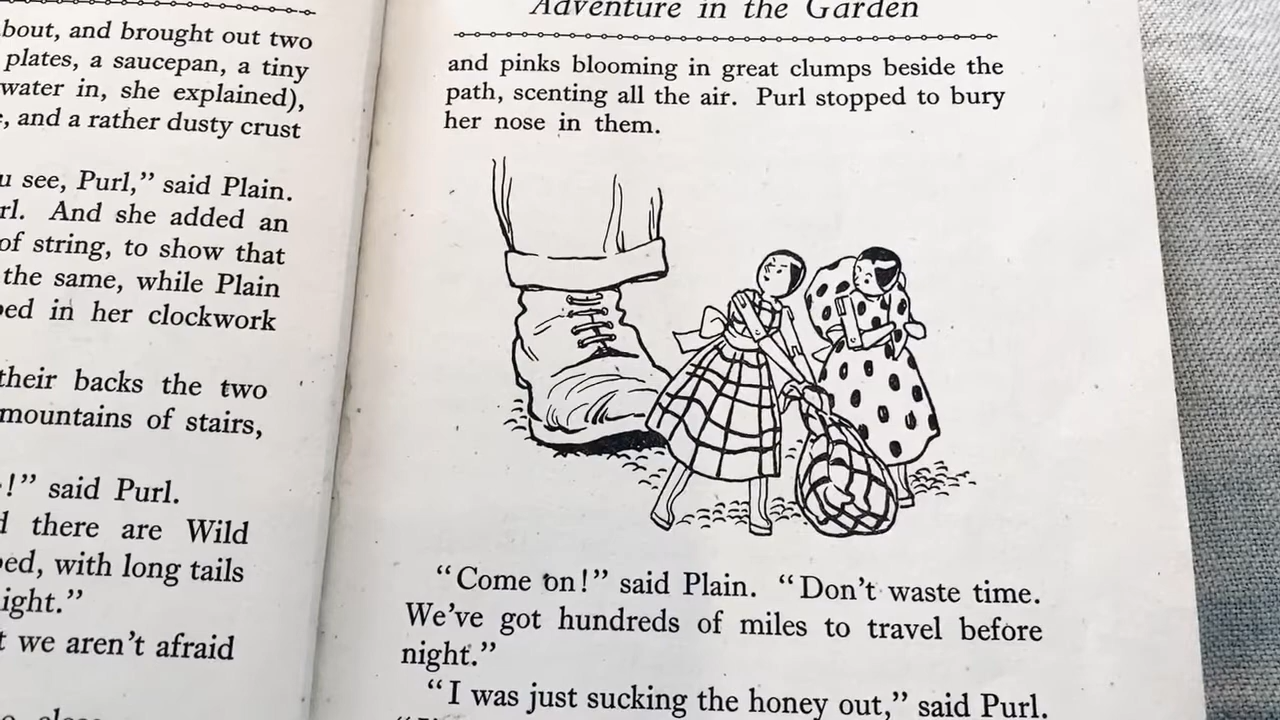 bout, and brought out two
plates, a saucepan, a tiny
water in, she explained),
and a rather dusty crust
see, Purl,” said Plain.
And she added an
of string, to show that
the same, while Plain
in her clockwork
their backs the two
mountains of stairs,
!” said Purl.
there are Wild
with long tails
we aren’t afraid
Adventure in the Garden
and pinks blooming in great clumps beside the
path, scenting all the air. Purl stopped to bury
her nose in them.
“Come on!” said Plain. “Don’t waste time.
We’ve got hundreds of miles to travel before
night.”
“I was just sucking the honey out,” said Purl.